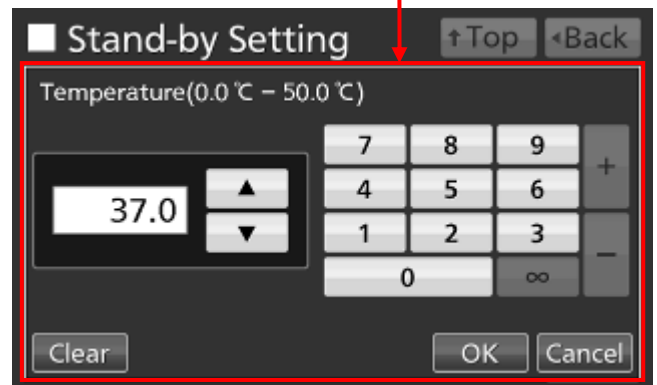 Stand-by Setting ↑Top ◂Back
Temperature(0.0 ℃ – 50.0 ℃)
7 8 9 +
37.0 ▲ 4 5 6
▼ 1 2 3 −
0 ∞
Clear OK Cancel